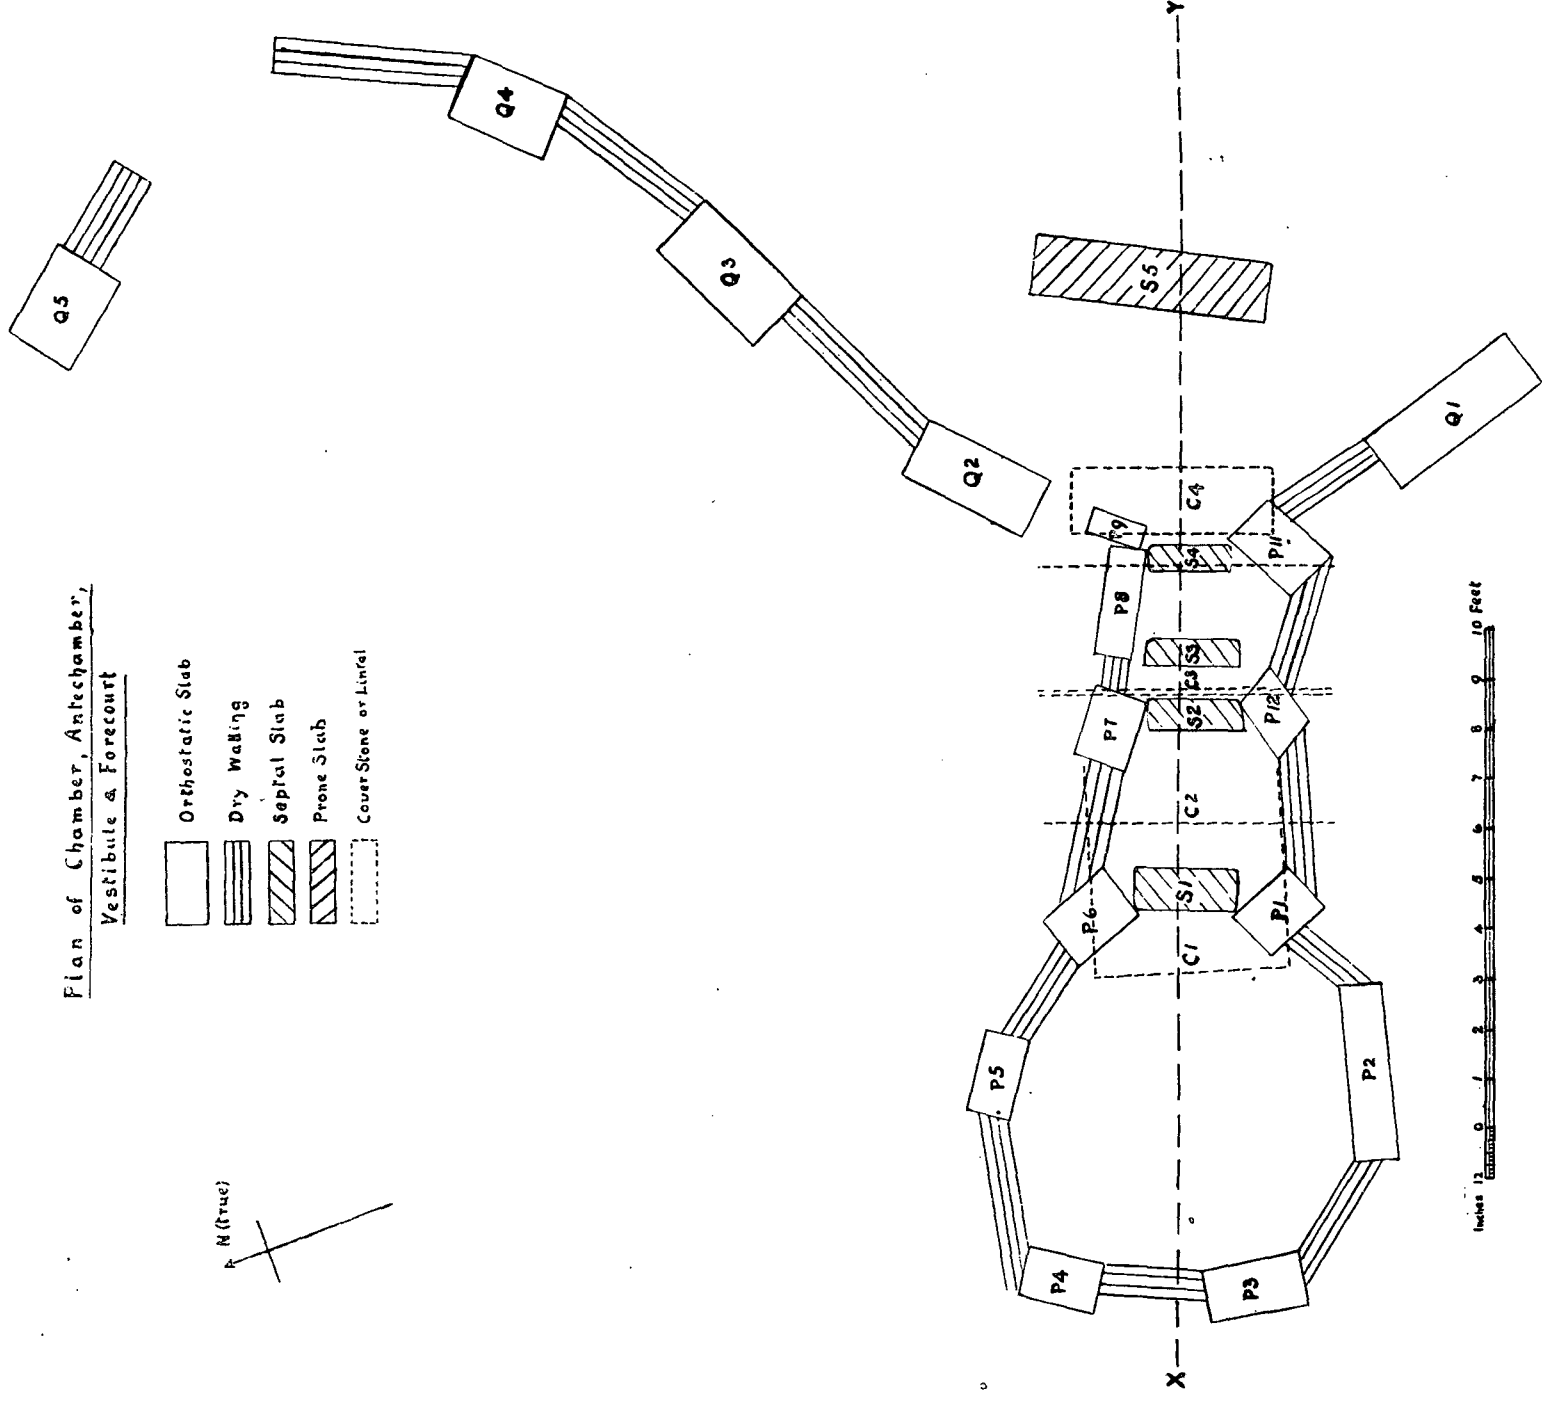 Plan of Chamber, Antechamber,
Vestibule & Forecourt
Orthostatic Slab
Dry Walling
Septal Slab
Prone Slab
Cover Stone or Lintel
N (true)
Q5
Q4
Q3
Q2
Q1
S5
Y
C4
P9
S4
P11
P8
S3
C3
P7
S2
P12
C2
P6
S1
P1
C1
P5
P2
P4
P3
X
Inches 12 0 1 2 3 4 5 6 7 8 9 10 Feet